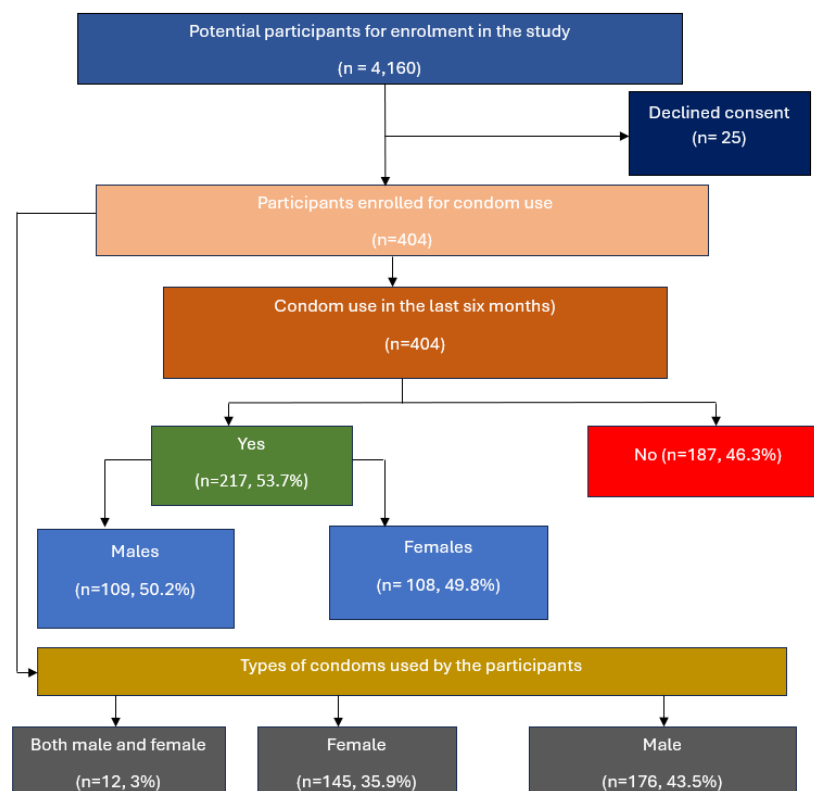 Potential participants for enrolment in the study
(n = 4,160)
Declined consent
(n= 25)
Participants enrolled for condom use
(n=404)
Condom use in the last six months)
(n=404)
Yes
(n=217, 53.7%)
No (n=187, 46.3%)
Males
(n=109, 50.2%)
Females
(n= 108, 49.8%)
Types of condoms used by the participants
Both male and female
(n=12, 3%)
Female
(n=145, 35.9%)
Male
(n=176, 43.5%)